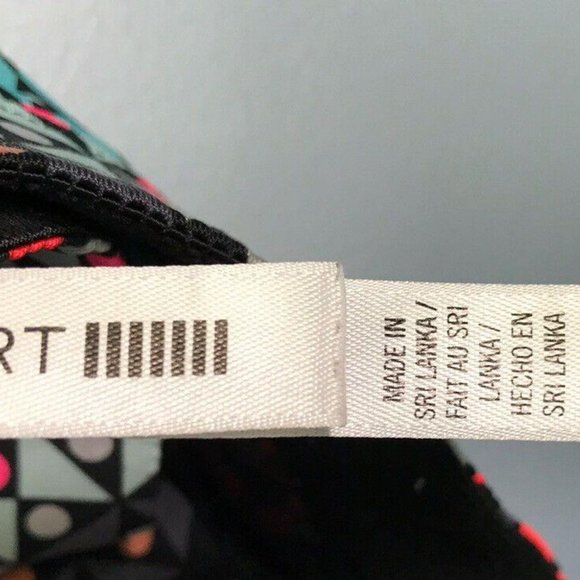 RT
MADE IN
SRI LANKA /
FAIT AU SRI
LANKA /
HECHO EN
SRI LANKA